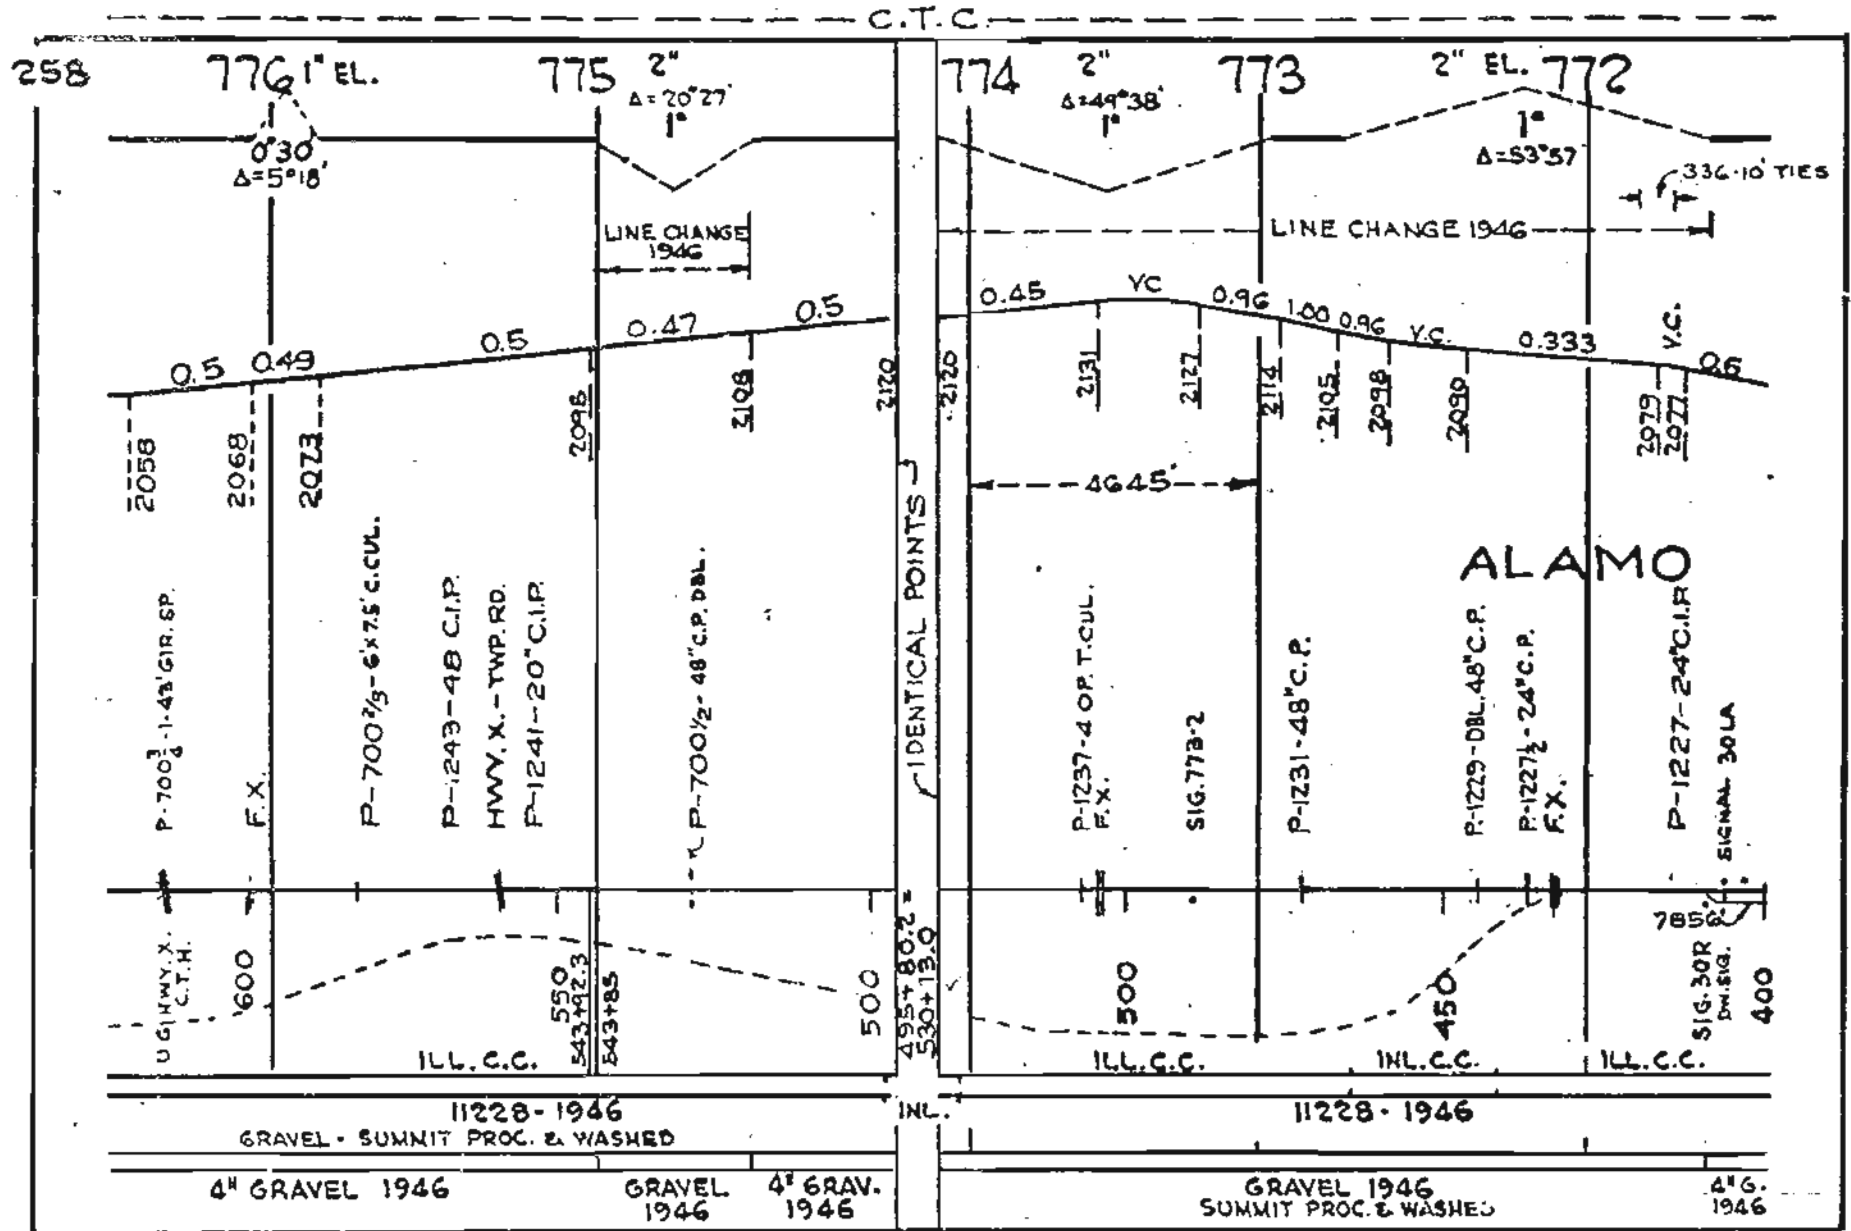 C.T.C.
258
776
1" EL.
775
2"
Δ=20°27'
1°
774
2"
Δ=49°38'
1°
773
2" EL.
772
1°
Δ=53°57'
0°30'
Δ=5°18'
336-10' TIES
LINE CHANGE
1946
LINE CHANGE 1946
0.5
0.49
0.5
0.47
0.5
0.45
VC
0.96
1.00
0.96
V.C.
0.333
V.C.
0.6
2058
2068
2073
2098
2108
2120
2120
2131
2127
2114
2105
2098
2090
2079
2077
4645'
IDENTICAL POINTS
ALAMO
P-700¾-1-43' GIR. SP.
F.X.
P-700⅔-6'x7.5' C.CUL.
P-1243-48 C.I.P.
HWY. X.-TWP. RD.
P-1241-20" C.I.P.
P-700½-48" C.P. DBL.
P-1237-4 OP. T. CUL.
F.X.
SIG. 773-2
P-1231-48" C.P.
P-1229-DBL. 48" C.P.
P-1227½-24" C.P.
F.X.
P-1227-24" C.I.P.
SIGNAL 30LA
U G HWY. X.
C.T.H.
600
550
543+92.3
543+85
500
495+80.2 =
530+13.0
500
450
7856'
SIG. 30R
DW. SIG.
400
ILL. C.C.
ILL. C.C.
INL. C.C.
ILL. C.C.
11228-1946
INL.
11228-1946
GRAVEL - SUMMIT PROC. & WASHED
4" GRAVEL 1946
GRAVEL
1946
4" GRAV.
1946
GRAVEL 1946
SUMMIT PROC. & WASHED
4" G.
1946